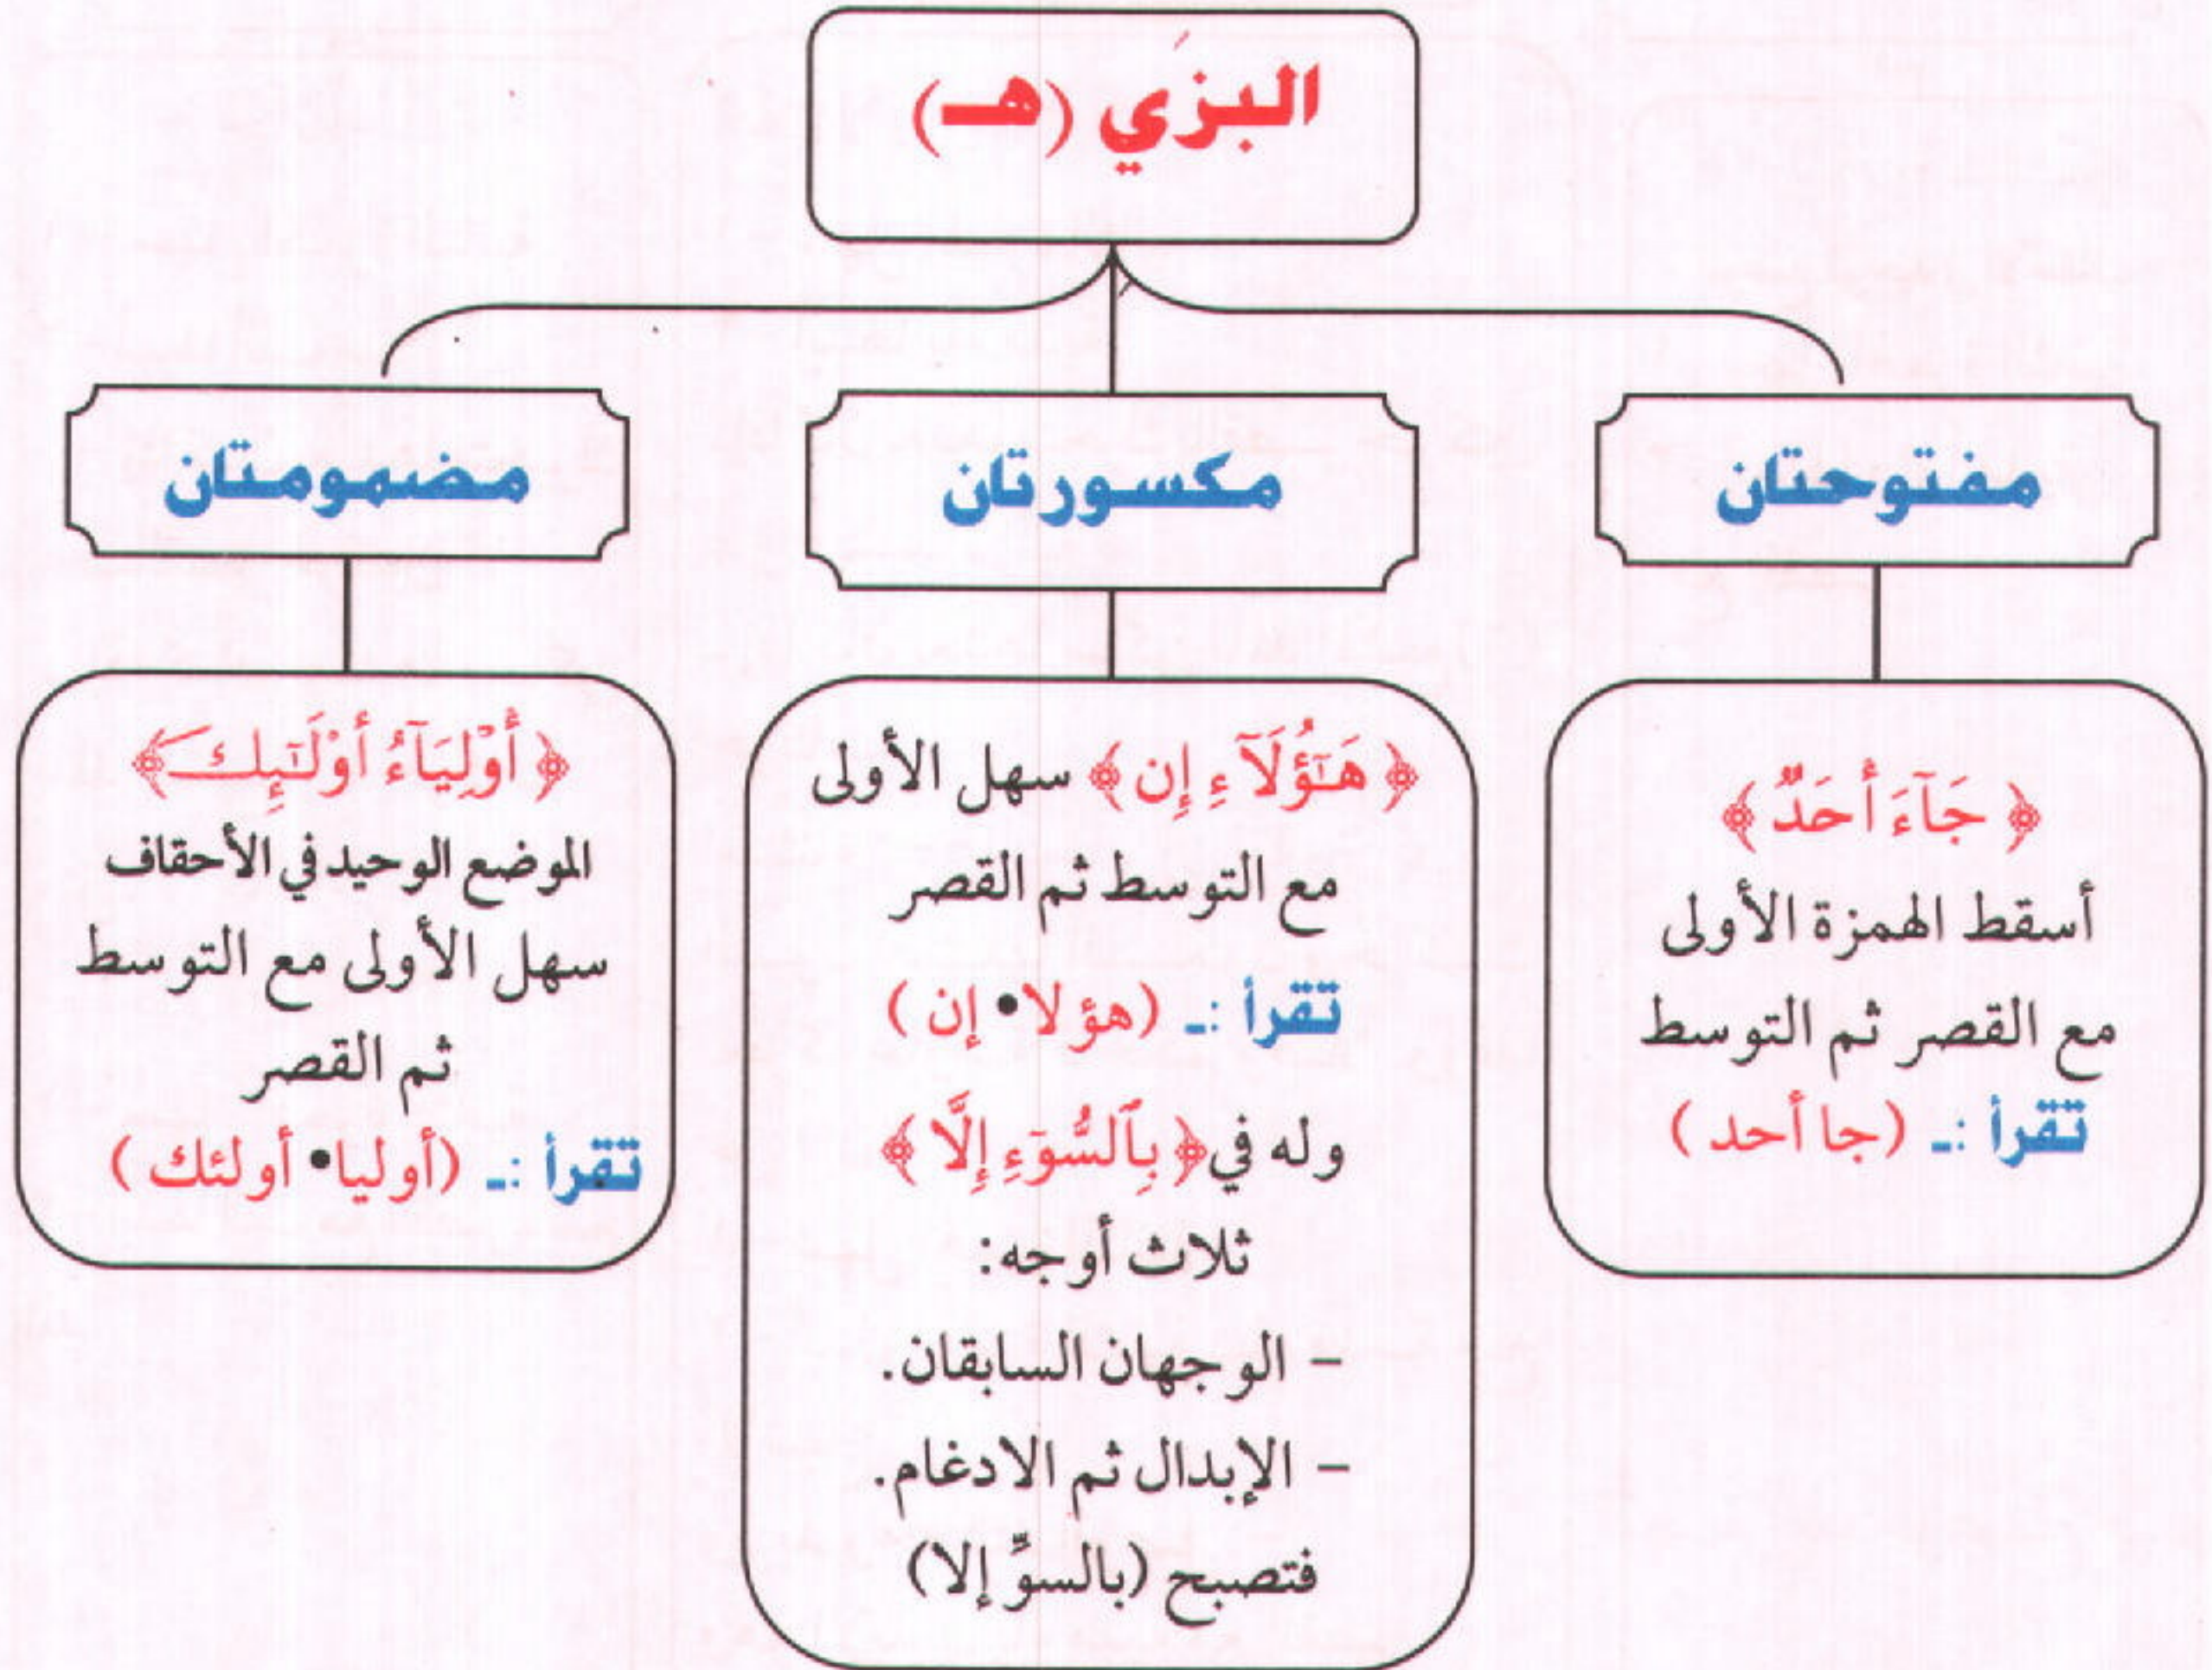 البزَي (هـ)
مفتوحتان
﴿ جَآءَ أَحَدٌ ﴾
أسقط الهمزة الأولى
مع القصر ثم التوسط
تقرأ :ـ (جا أحد )
مكسورتان
﴿ هَـٰٓؤُلَآءِ إِن ﴾ سهل الأولى
مع التوسط ثم القصر
تقرأ :ـ (هؤلا• إن )
وله في ﴿ بِٱلسُّوٓءِ إِلَّا ﴾
ثلاث أوجه:
– الوجهان السابقان.
– الإبدال ثم الادغام.
فتصبح (بالسوِّ إلا)
مضمومتان
﴿ أَوْلِيَآءُ أُوْلَـٰٓئِكَ ﴾
الموضع الوحيد في الأحقاف
سهل الأولى مع التوسط
ثم القصر
تقرأ :ـ (أوليا• أولئك )